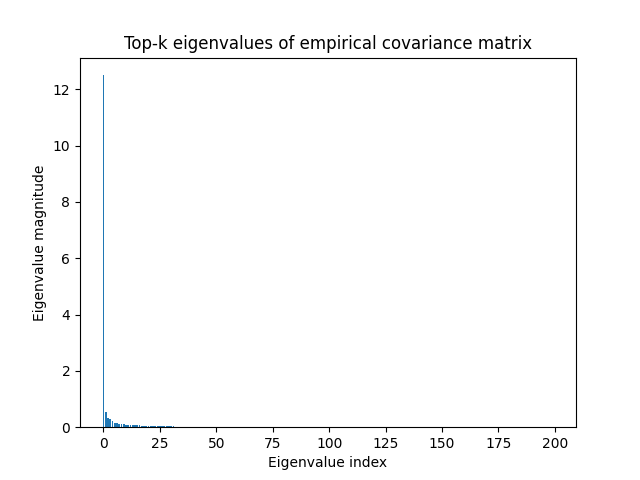 Top-k eigenvalues of empirical covariance matrix
Eigenvalue magnitude
12
10
8
6
4
2
0
0 25 50 75 100 125 150 175 200
Eigenvalue index